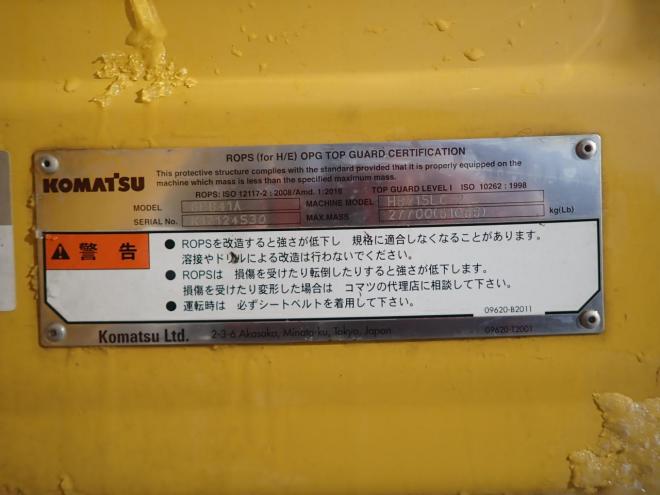 ROPS (for H/E) OPG TOP GUARD CERTIFICATION
KOMATSU
This protective structure complies with the standard provided that it is properly equipped on the
machine which mass is less than the specified maximum mass.
ROPS: ISO 12117-2 : 2008/Amd. 1:2016 TOP GUARD LEVEL I ISO 10262 : 1998
MODEL MACHINE MODEL
SERIAL No. MAX.MASS kg(Lb)
警告
● ROPSを改造すると強さが低下し 規格に適合しなくなることがあります。
溶接やドリルによる改造は行わないでください。
● ROPSは 損傷を受けたり転倒したりすると強さが低下します。
損傷を受けたり変形した場合は コマツの代理店に相談して下さい。
● 運転時は 必ずシートベルトを着用して下さい。
09620-B2011
Komatsu Ltd. 2-3-6 Akasaka, Minato-ku, Tokyo, Japan 09620-T2001